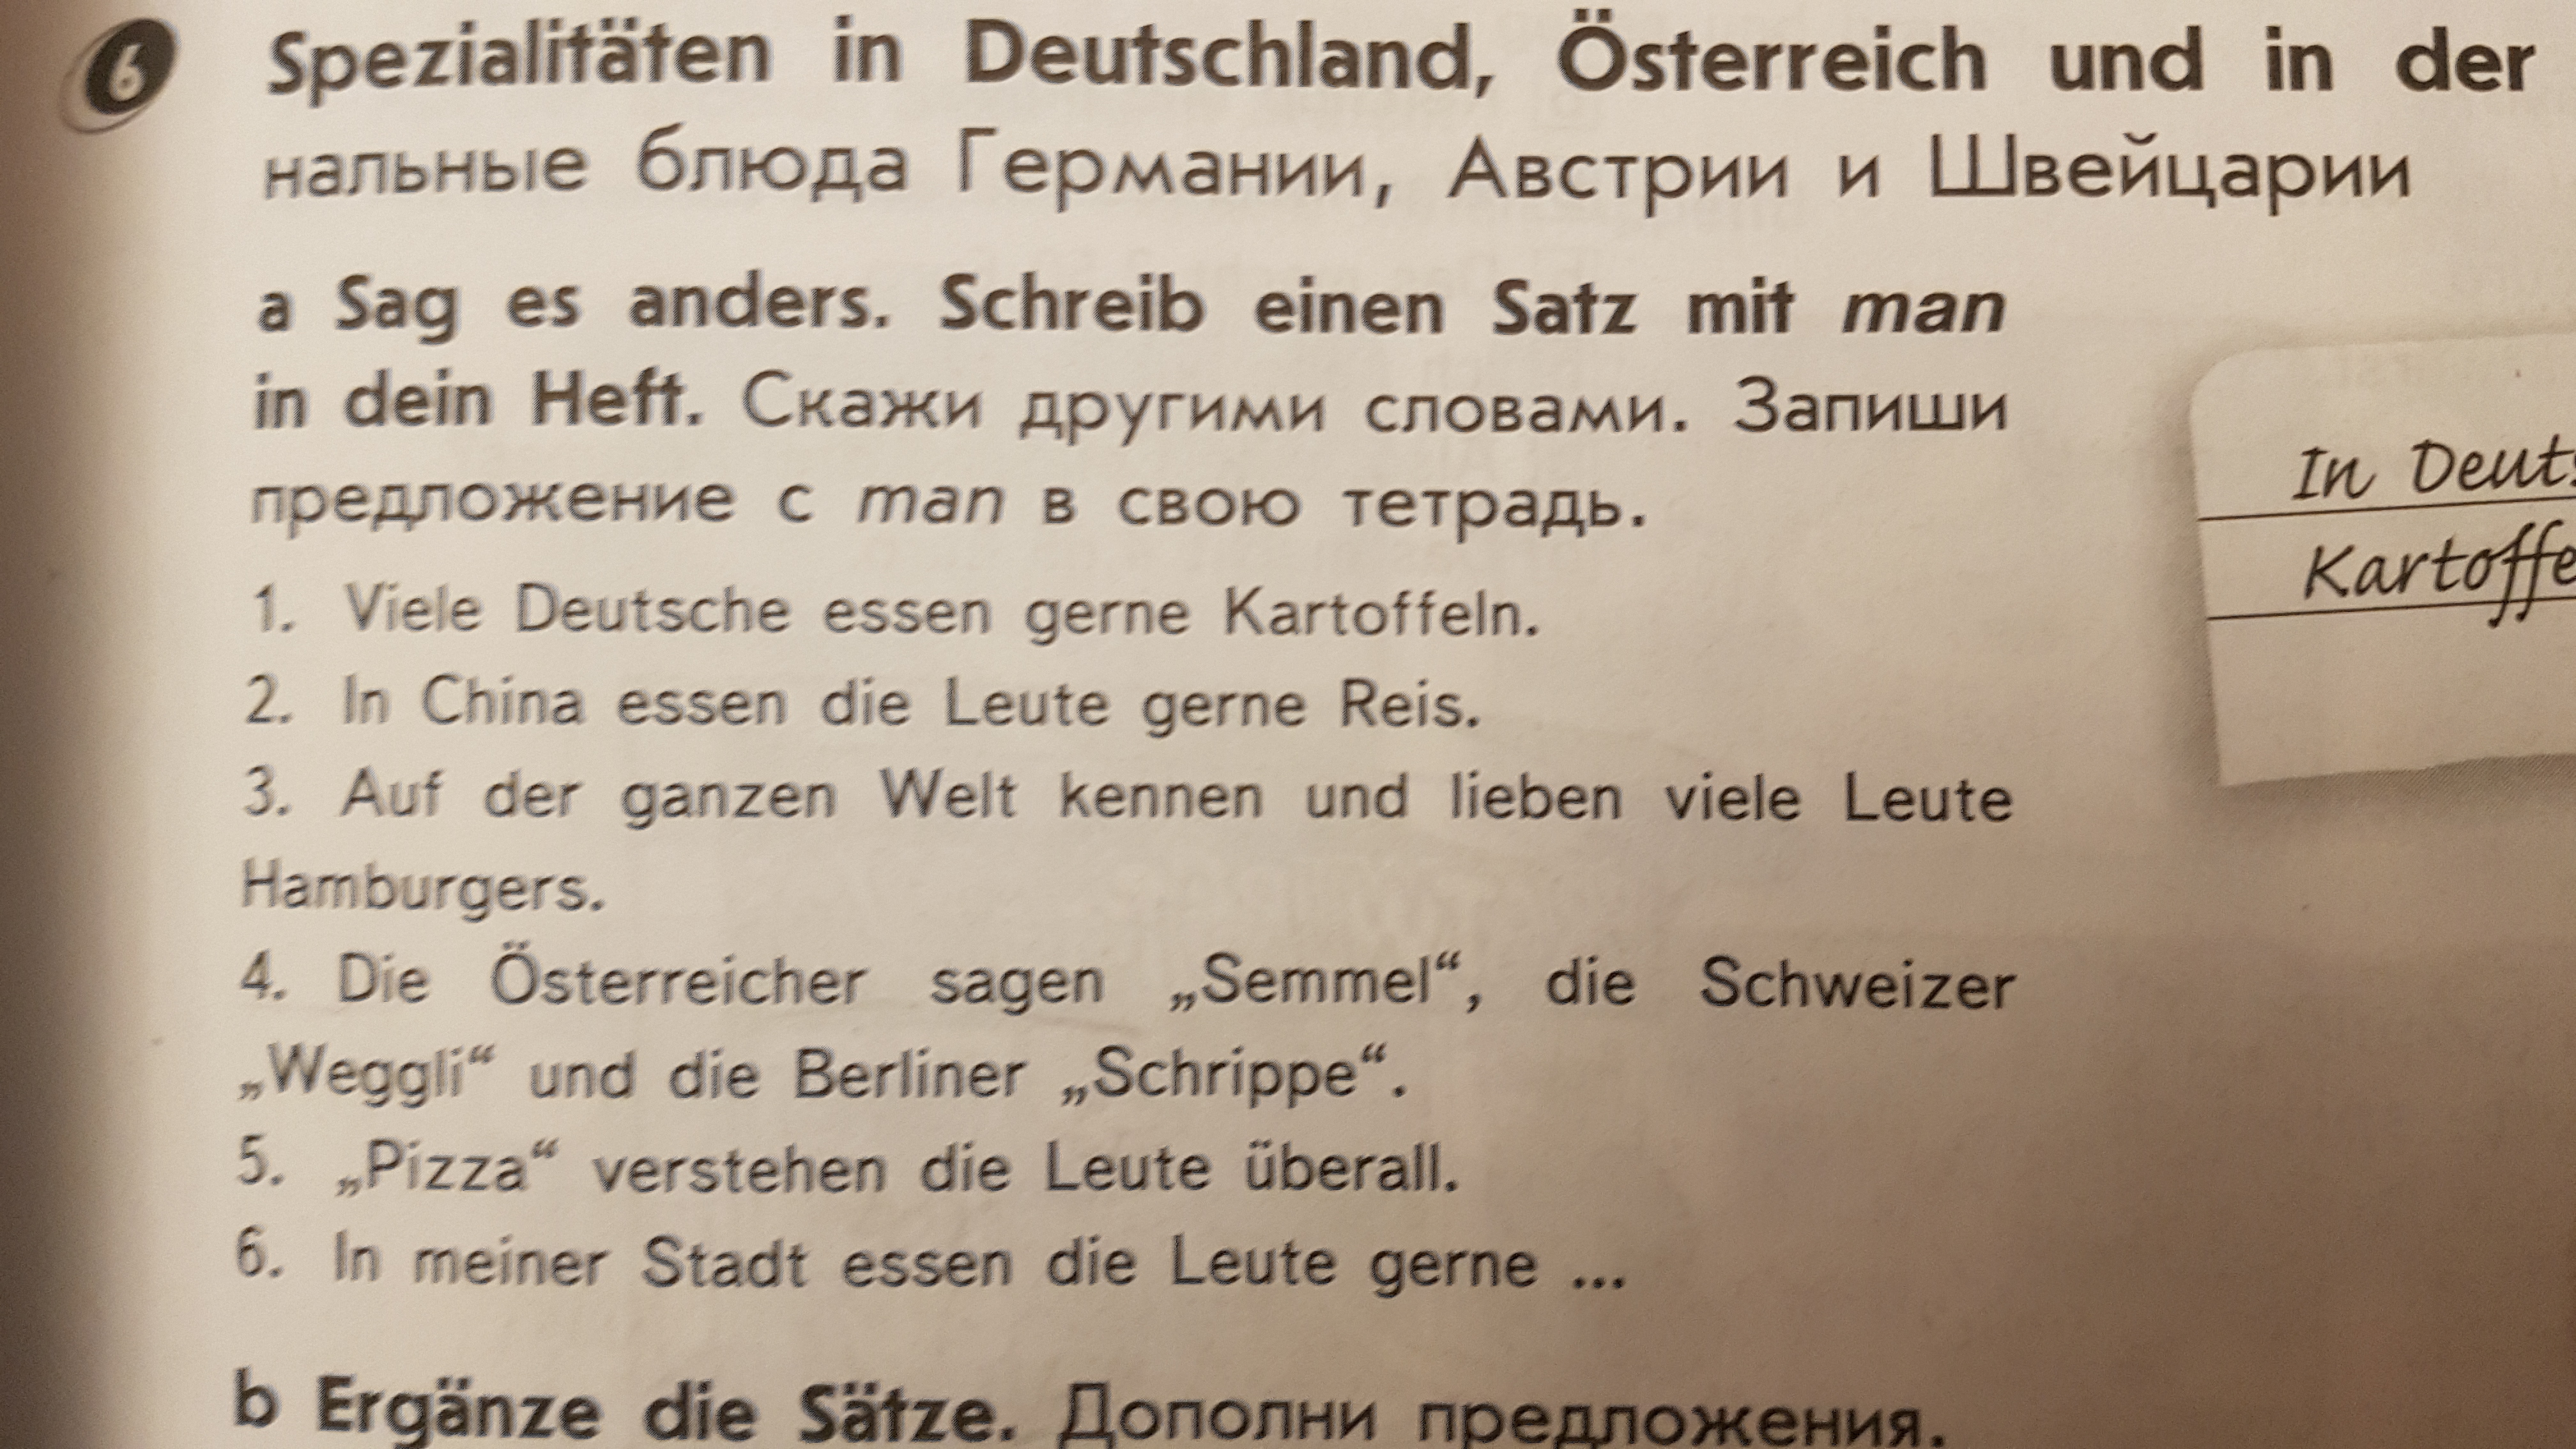 6 Spezialitäten in Deutschland, Österreich und in der
нальные блюда Германии, Австрии и Швейцарии
a Sag es anders. Schreib einen Satz mit man
in dein Heft. Скажи другими словами. Запиши
предложение с man в свою тетрадь.
1. Viele Deutsche essen gerne Kartoffeln.
2. In China essen die Leute gerne Reis.
3. Auf der ganzen Welt kennen und lieben viele Leute
Hamburgers.
4. Die Österreicher sagen „Semmel“, die Schweizer
„Weggli“ und die Berliner „Schrippe“.
5. „Pizza“ verstehen die Leute überall.
6. In meiner Stadt essen die Leute gerne ...
b Ergänze die Sätze. Дополни предложения.
In Deuts
Kartoffe